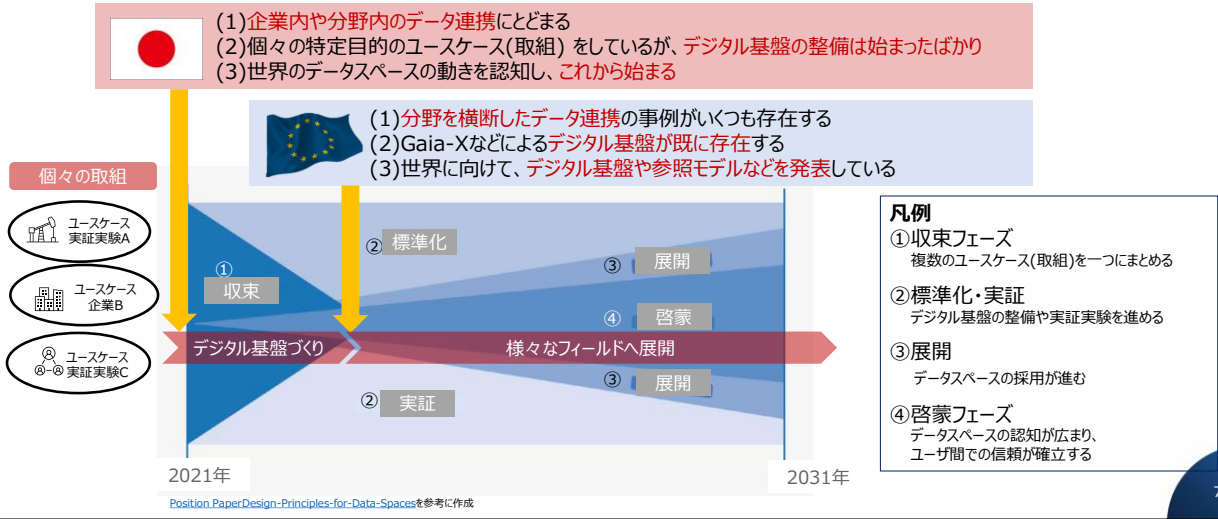 (1)企業内や分野内のデータ連携にとどまる
(2)個々の特定目的のユースケース(取組) をしているが、デジタル基盤の整備は始まったばかり
(3)世界のデータスペースの動きを認知し、これから始まる
(1)分野を横断したデータ連携の事例がいくつも存在する
(2)Gaia-Xなどによるデジタル基盤が既に存在する
(3)世界に向けて、デジタル基盤や参照モデルなどを発表している
個々の取組
ユースケース
実証実験A
ユースケース
企業B
ユースケース
実証実験C
①
収束
② 標準化
③ 展開
④ 啓蒙
デジタル基盤づくり
様々なフィールドへ展開
③ 展開
② 実証
2021年
2031年
Position PaperDesign-Principles-for-Data-Spacesを参考に作成
凡例
①収束フェーズ
複数のユースケース(取組)を一つにまとめる
②標準化・実証
デジタル基盤の整備や実証実験を進める
③展開
データスペースの採用が進む
④啓蒙フェーズ
データスペースの認知が広まり、
ユーザ間での信頼が確立する
7